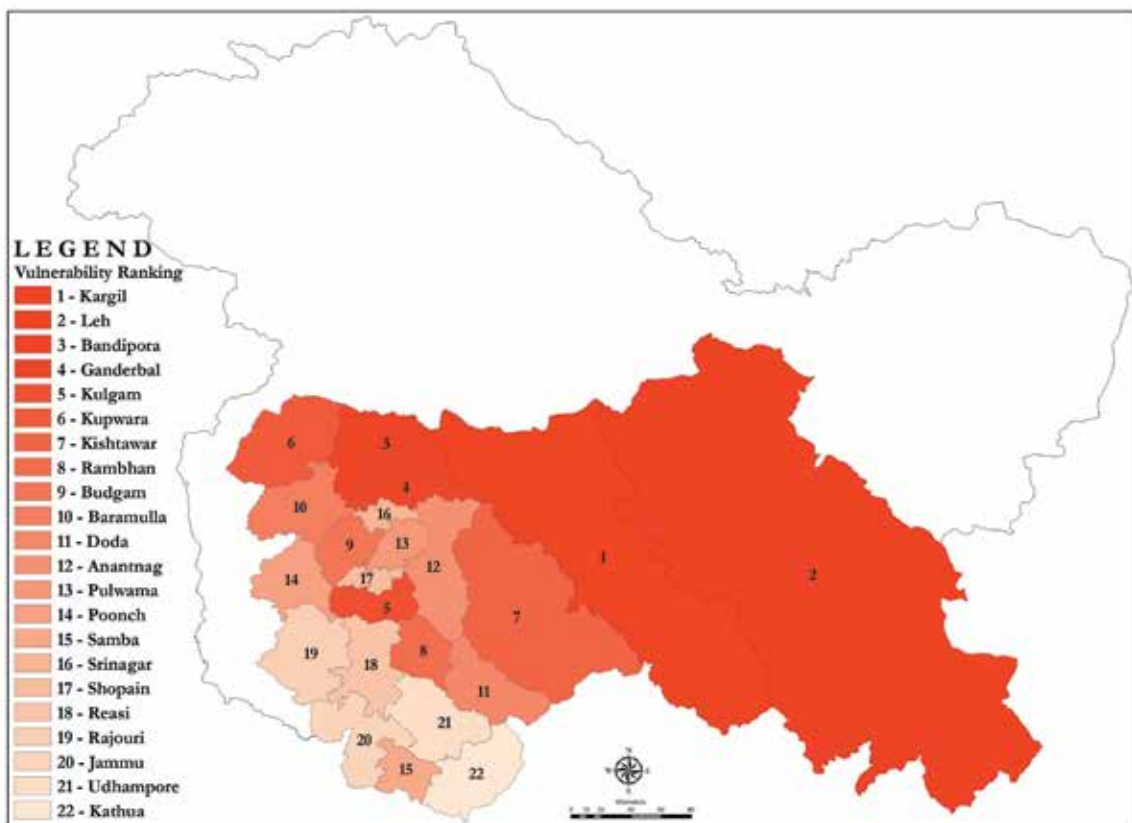 LEGEND
Vulnerability Ranking
1 - Kargil
2 - Leh
3 - Bandipora
4 - Ganderbal
5 - Kulgam
6 - Kupwara
7 - Kishtawar
8 - Rambhan
9 - Budgam
10 - Baramulla
11 - Doda
12 - Anantnag
13 - Pulwama
14 - Poonch
15 - Samba
16 - Srinagar
17 - Shopain
18 - Reasi
19 - Rajouri
20 - Jammu
21 - Udhampore
22 - Kathua
6
3
4
10
16
9
13
12
17
14
5
1
2
7
8
19
18
11
21
20
15
22